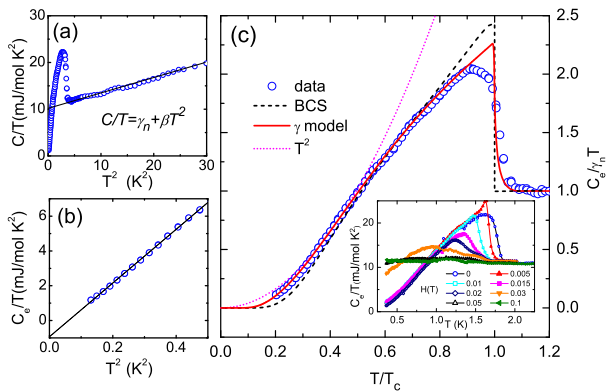 (a)
C/T(mJ/mol K²)
30
20
10
0
C/T=γₙ+βT²
0 10 20 30
T² (K²)
(b)
Cₑ/T(mJ/mol K²)
6
4
2
0
0.0 0.2 0.4
T² (K²)
(c)
data
BCS
γ model
T²
2.5
2.0
1.5
1.0
0.5
0.0
Cₑ/γₙT
0.0 0.2 0.4 0.6 0.8 1.0 1.2
T/T_c
Cₑ/T(mJ/mol K²)
20
10
0
H(T)
0 0.005
0.01 0.015
0.02 0.03
0.05 0.1
0.5 1.0 1.5 2.0
T (K)